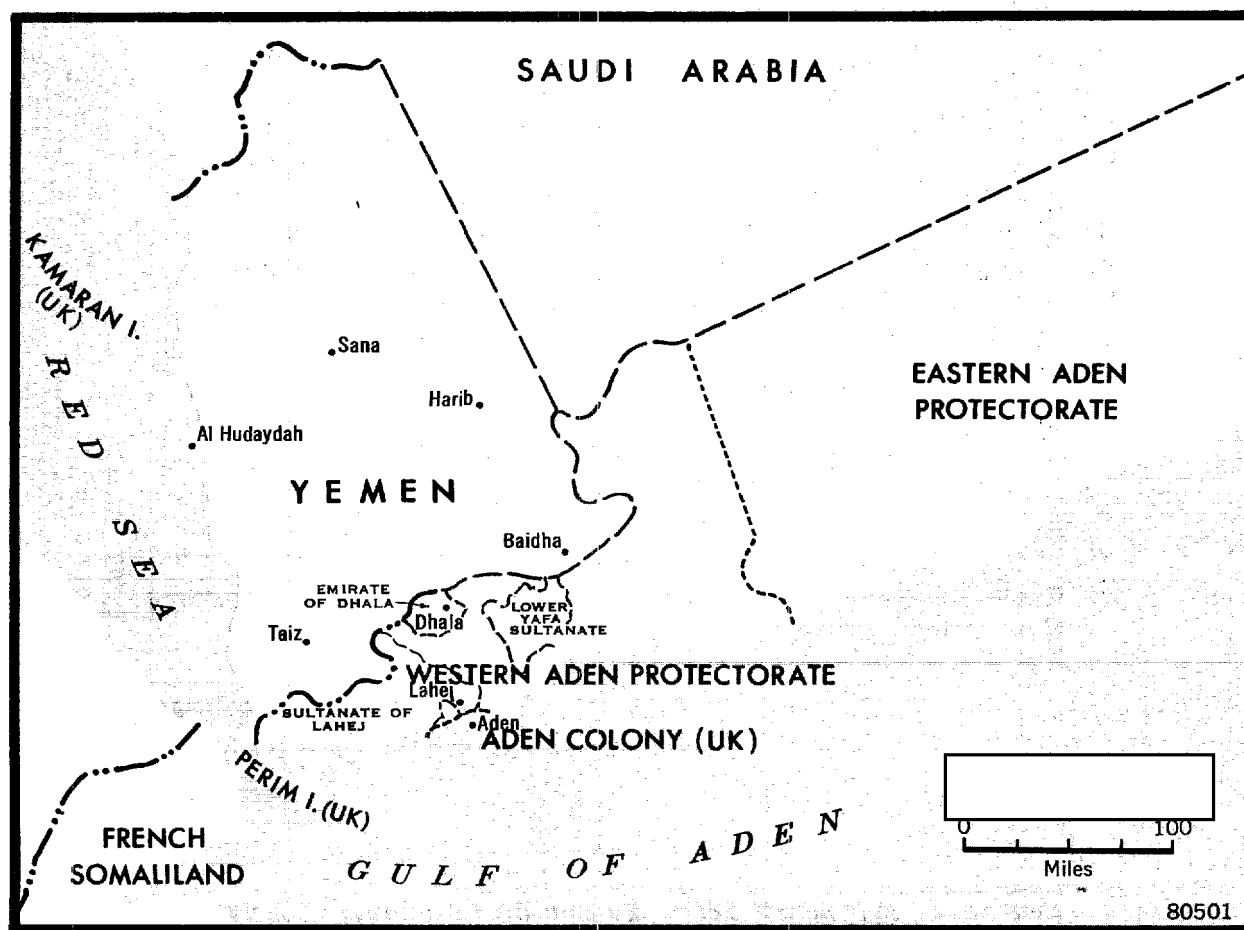 SAUDI ARABIA
KAMARAN I.
(UK)
RED SEA
Sana
Harib
EASTERN ADEN
PROTECTORATE
Al Hudaydah
YEMEN
Baidha
EMIRATE
OF DHALA
Dhala
LOWER
YAFA
SULTANATE
Taiz
WESTERN ADEN PROTECTORATE
Lahej
SULTANATE OF
LAHEJ
Aden
ADEN COLONY (UK)
PERIM I. (UK)
FRENCH
SOMALILAND
GULF OF ADEN
0 100
Miles
80501